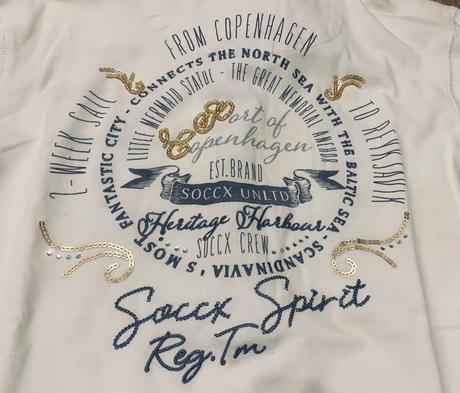 2-WEEK SAIL
FROM COPENHAGEN
TO REYKJAVIK
CONNECTS THE NORTH SEA WITH THE BALTIC SEA - SCANDINAVIA'S MOST FANTASTIC CITY -
LITTLE MERMAID STATUE - THE GREAT MEMORIAL ANCHOR
Port of
Copenhagen
EST. BRAND
SOCCX UNLTD
Heritage Harbour
SOCCX CREW
Soccx Spirit
Reg.Tm